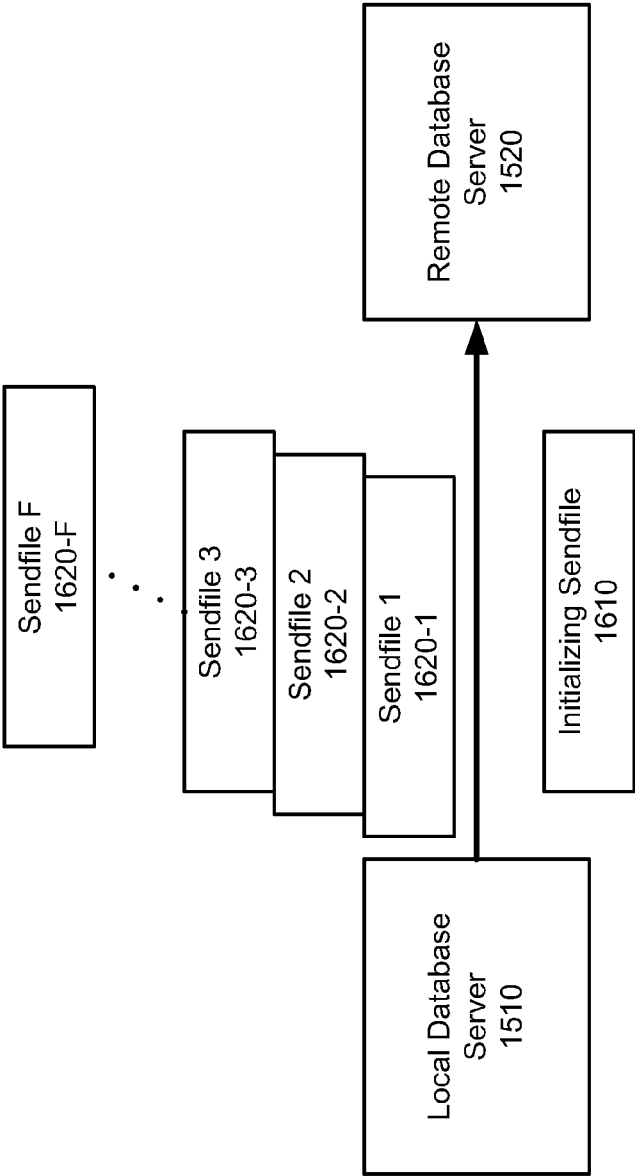 Sendfile F
1620-F
Sendfile 3
1620-3
Sendfile 2
1620-2
Sendfile 1
1620-1
Local Database
Server
1510
Remote Database
Server
1520
Initializing Sendfile
1610